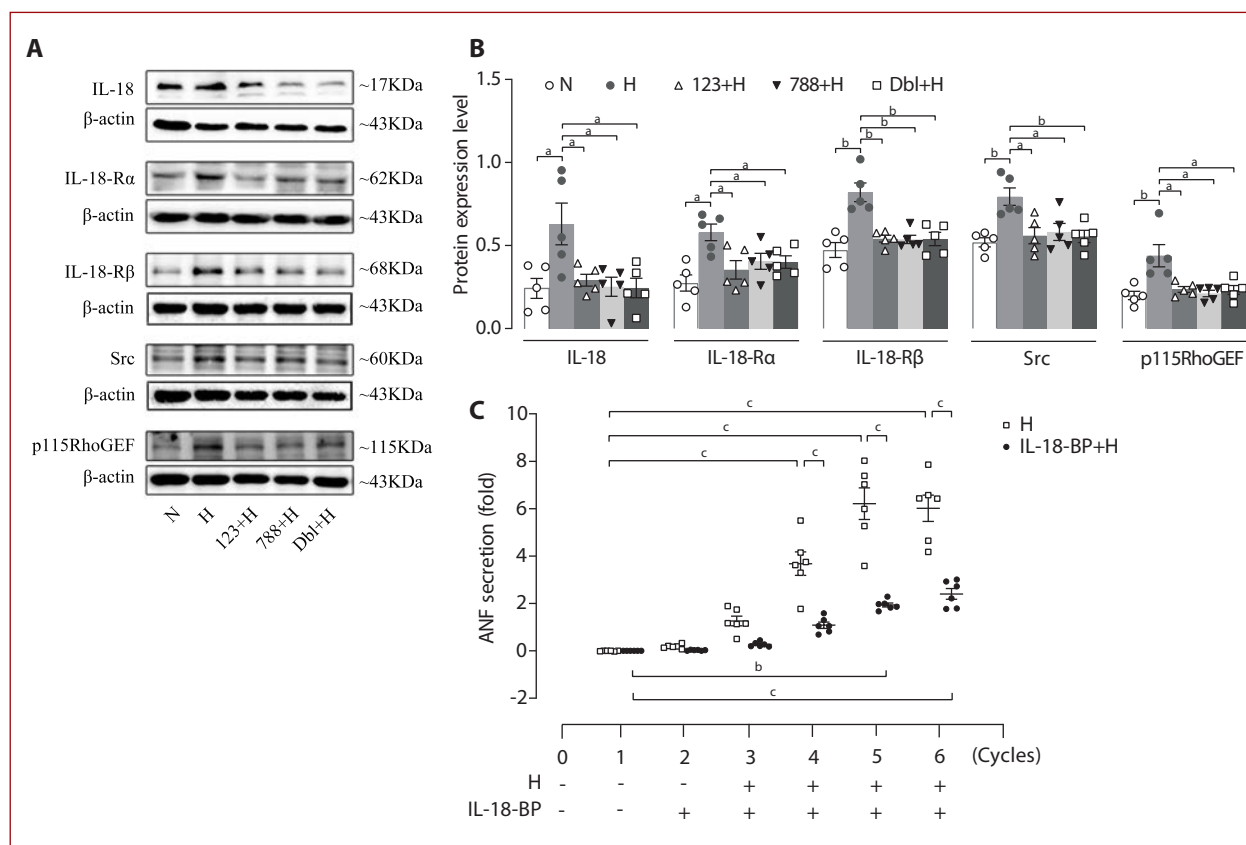 A
IL-18
~17KDa
β-actin
~43KDa
IL-18-Rα
~62KDa
β-actin
~43KDa
IL-18-Rβ
~68KDa
β-actin
~43KDa
Src
~60KDa
β-actin
~43KDa
p115RhoGEF
~115KDa
β-actin
~43KDa
N H 123+H 788+H Dbl+H
B
N H 123+H 788+H Dbl+H
Protein expression level
1.5
1.0
0.5
0.0
a a a a
a a a a
b b b b
b a a b
b a a a
IL-18 IL-18-Rα IL-18-Rβ Src p115RhoGEF
C
H
IL-18-BP+H
ANF secretion (fold)
10
8
6
4
2
0
-2
c c
c c
c c
b
c
0 1 2 3 4 5 6 (Cycles)
H - - - + + + +
IL-18-BP - - + + + + +